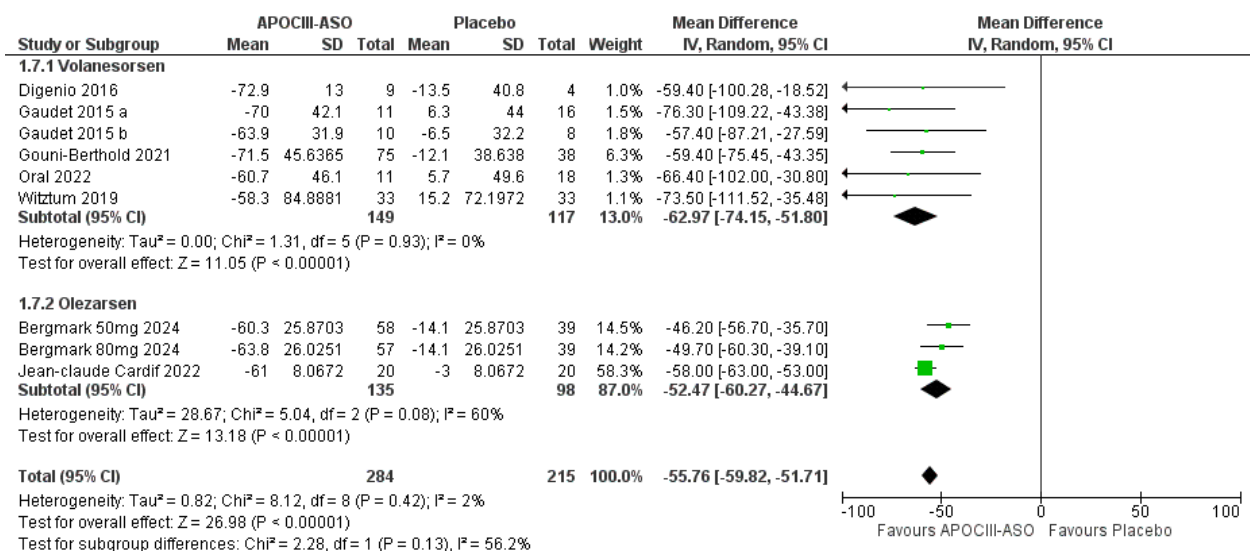 APOCIII-ASO Placebo Mean Difference Mean Difference
Study or Subgroup Mean SD Total Mean SD Total Weight IV, Random, 95% CI IV, Random, 95% CI
1.7.1 Volanesorsen
Digenio 2016 -72.9 13 9 -13.5 40.8 4 1.0% -59.40 [-100.28, -18.52]
Gaudet 2015 a -70 42.1 11 6.3 44 16 1.5% -76.30 [-109.22, -43.38]
Gaudet 2015 b -63.9 31.9 10 -6.5 32.2 8 1.8% -57.40 [-87.21, -27.59]
Gouni-Berthold 2021 -71.5 45.6365 75 -12.1 38.638 38 6.3% -59.40 [-75.45, -43.35]
Oral 2022 -60.7 46.1 11 5.7 49.6 18 1.3% -66.40 [-102.00, -30.80]
Witztum 2019 -58.3 84.8881 33 15.2 72.1972 33 1.1% -73.50 [-111.52, -35.48]
Subtotal (95% CI) 149 117 13.0% -62.97 [-74.15, -51.80]
Heterogeneity: Tau² = 0.00; Chi² = 1.31, df = 5 (P = 0.93); I² = 0%
Test for overall effect: Z = 11.05 (P < 0.00001)
1.7.2 Olezarsen
Bergmark 50mg 2024 -60.3 25.8703 58 -14.1 25.8703 39 14.5% -46.20 [-56.70, -35.70]
Bergmark 80mg 2024 -63.8 26.0251 57 -14.1 26.0251 39 14.2% -49.70 [-60.30, -39.10]
Jean-claude Cardif 2022 -61 8.0672 20 -3 8.0672 20 58.3% -58.00 [-63.00, -53.00]
Subtotal (95% CI) 135 98 87.0% -52.47 [-60.27, -44.67]
Heterogeneity: Tau² = 28.67; Chi² = 5.04, df = 2 (P = 0.08); I² = 60%
Test for overall effect: Z = 13.18 (P < 0.00001)
Total (95% CI) 284 215 100.0% -55.76 [-59.82, -51.71]
Heterogeneity: Tau² = 0.82; Chi² = 8.12, df = 8 (P = 0.42); I² = 2%
Test for overall effect: Z = 26.98 (P < 0.00001)
Test for subgroup differences: Chi² = 2.28, df = 1 (P = 0.13), I² = 56.2%
-100 -50 0 50 100
Favours APOCIII-ASO Favours Placebo